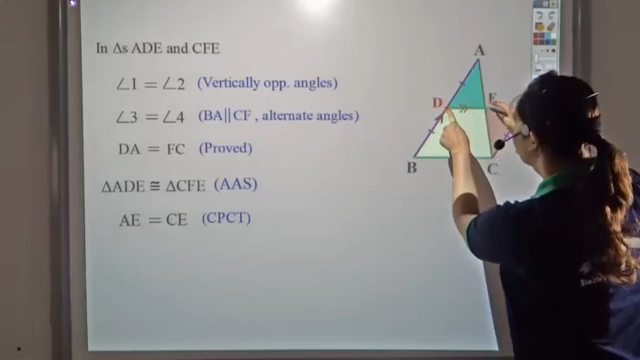 In Δs ADE and CFE
∠1 = ∠2 (Vertically opp. angles)
∠3 = ∠4 (BA||CF , alternate angles)
DA = FC (Proved)
ΔADE ≅ ΔCFE (AAS)
AE = CE (CPCT)
A
D E
B C